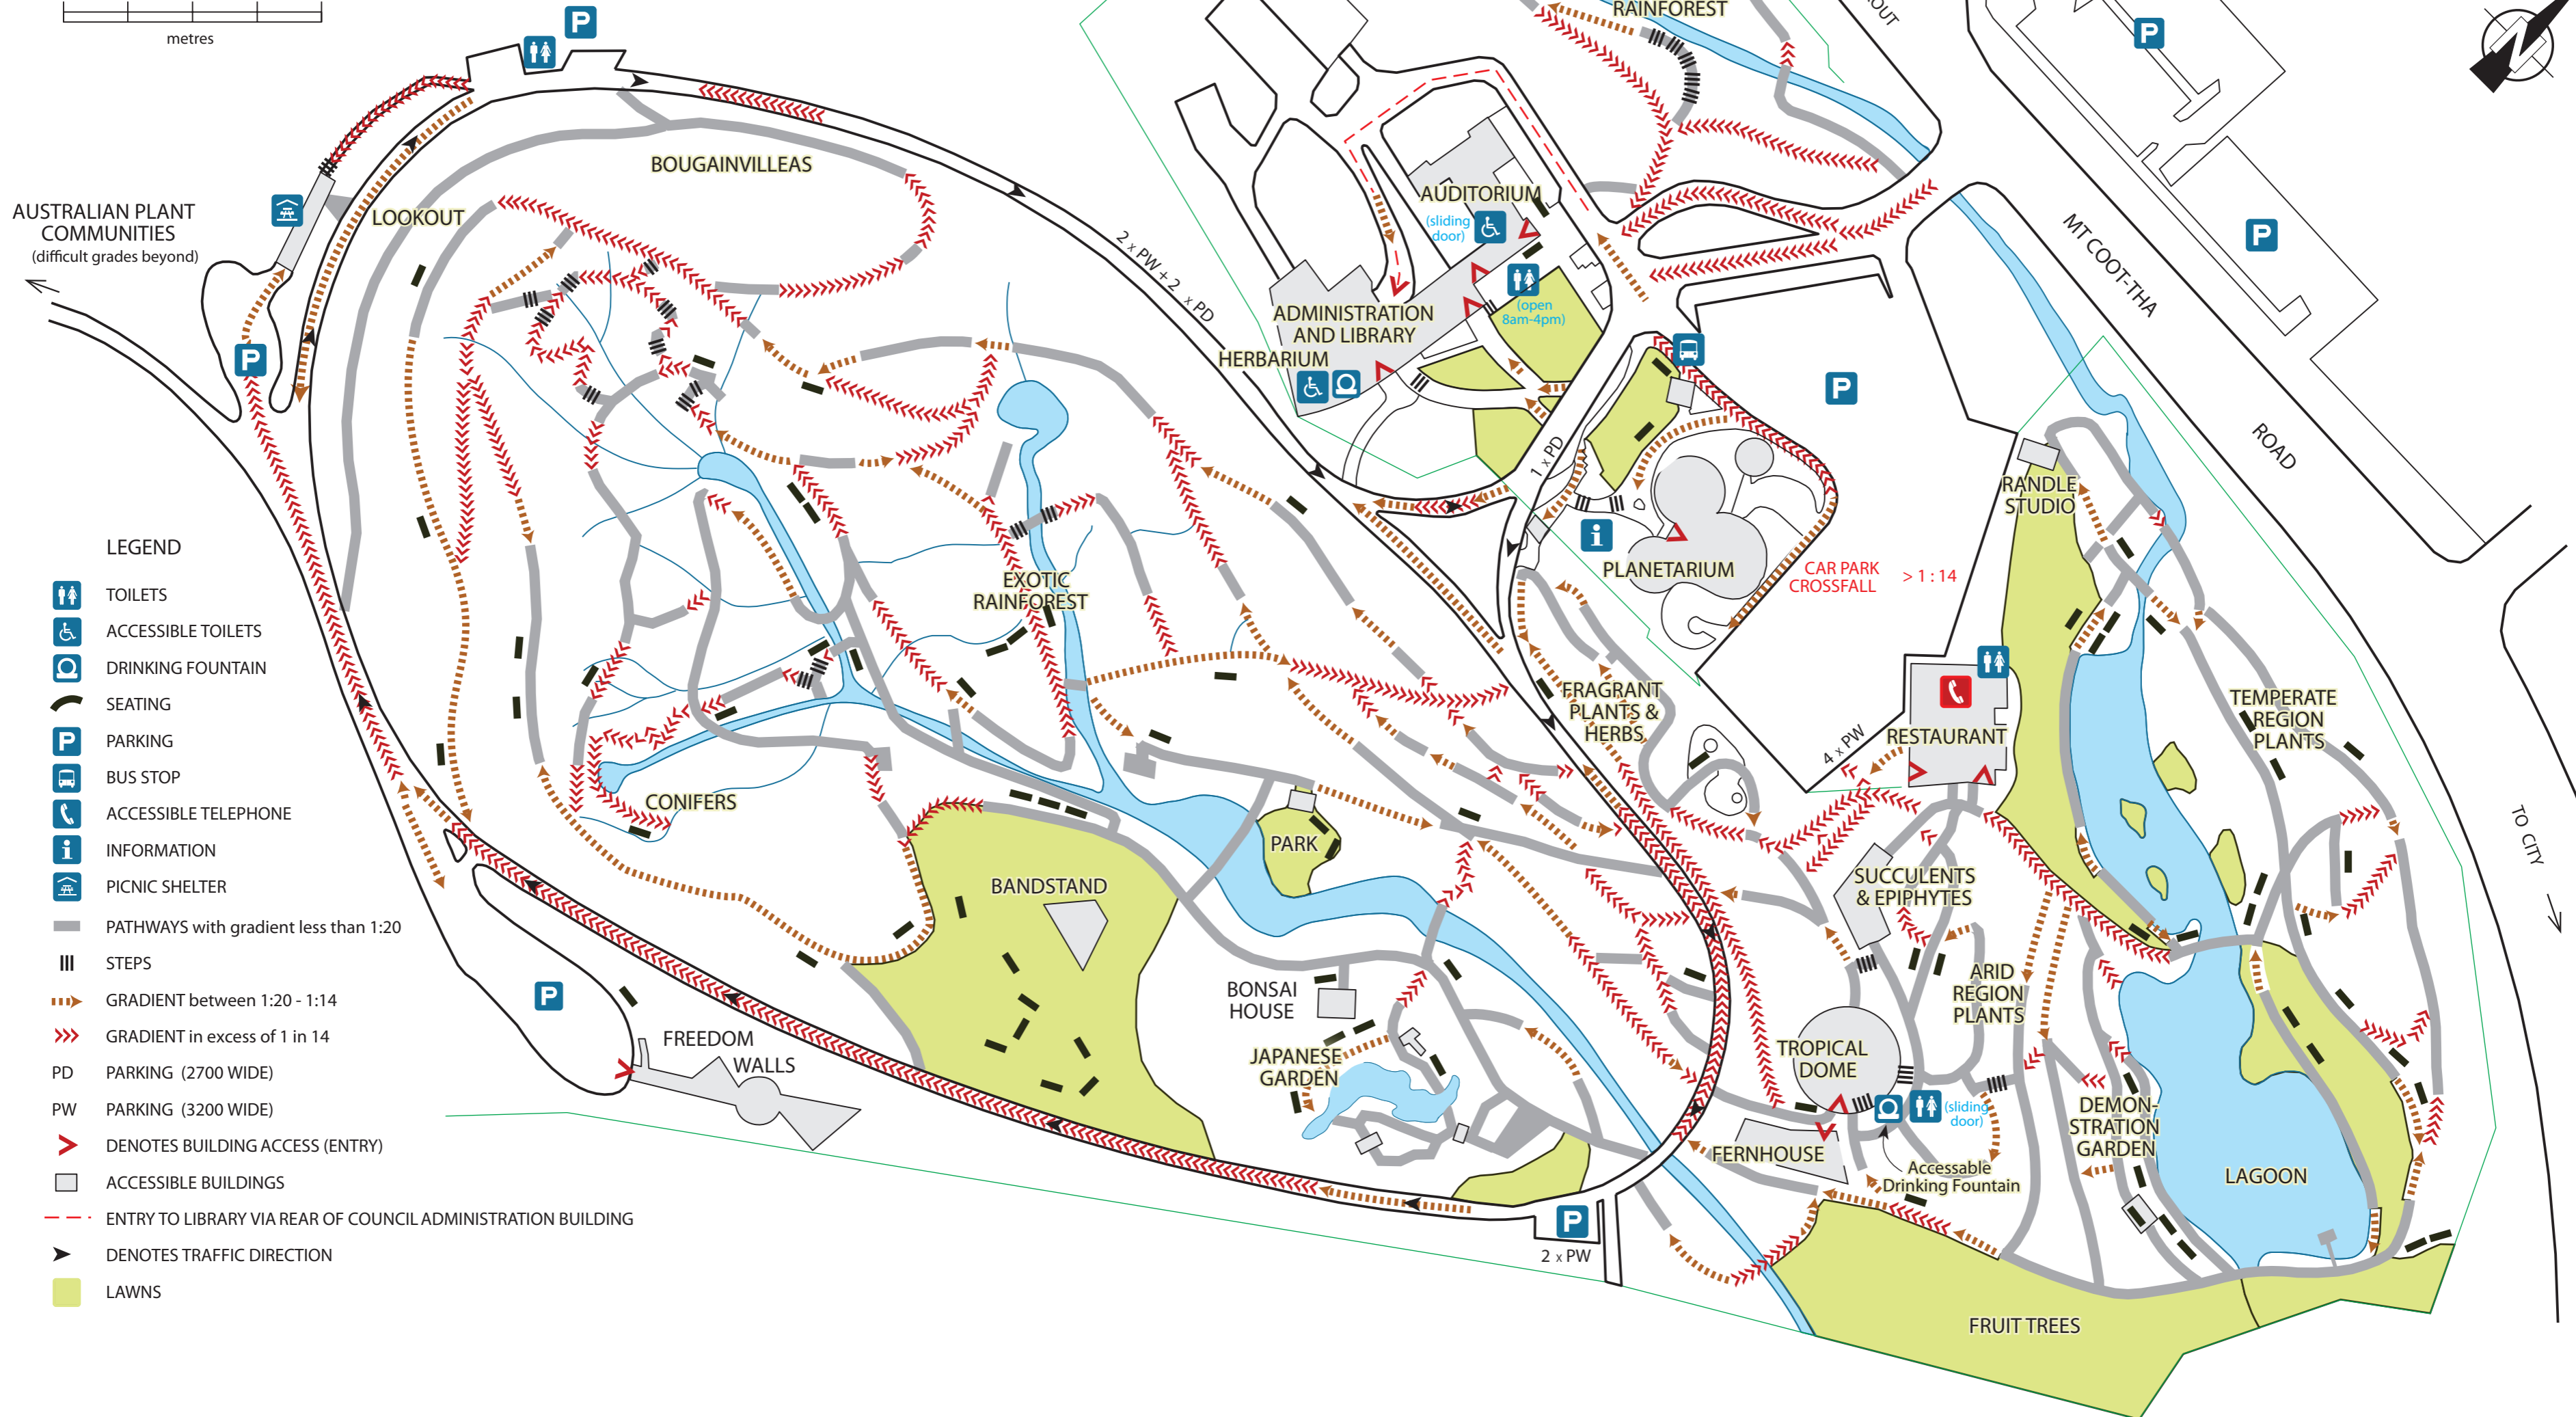 metres
P
P
RAINFOREST
P
AUSTRALIAN PLANT
COMMUNITIES
(difficult grades beyond)
LOOKOUT
BOUGAINVILLEAS
2 x PW + 2 x PD
AUDITORIUM
(sliding
door)
(open
8am-4pm)
ADMINISTRATION
AND LIBRARY
HERBARIUM
MT COOT-THA
ROAD
P
P
P
1 x PD
i
PLANETARIUM
CAR PARK
CROSSFALL
> 1 : 14
RANDLE
STUDIO
EXOTIC
RAINFOREST
FRAGRANT
PLANTS &
HERBS
4 x PW
RESTAURANT
TEMPERATE
REGION
PLANTS
TO CITY
CONIFERS
PARK
BANDSTAND
SUCCULENTS
& EPIPHYTES
ARID
REGION
PLANTS
BONSAI
HOUSE
JAPANESE
GARDEN
P
FREEDOM
WALLS
TROPICAL
DOME
(sliding
door)
FERNHOUSE
Accessable
Drinking Fountain
DEMON-
STRATION
GARDEN
LAGOON
P
2 x PW
FRUIT TREES
LEGEND
TOILETS
ACCESSIBLE TOILETS
DRINKING FOUNTAIN
SEATING
P PARKING
BUS STOP
ACCESSIBLE TELEPHONE
i INFORMATION
PICNIC SHELTER
PATHWAYS with gradient less than 1:20
STEPS
GRADIENT between 1:20 - 1:14
GRADIENT in excess of 1 in 14
PD PARKING (2700 WIDE)
PW PARKING (3200 WIDE)
DENOTES BUILDING ACCESS (ENTRY)
ACCESSIBLE BUILDINGS
ENTRY TO LIBRARY VIA REAR OF COUNCIL ADMINISTRATION BUILDING
DENOTES TRAFFIC DIRECTION
LAWNS